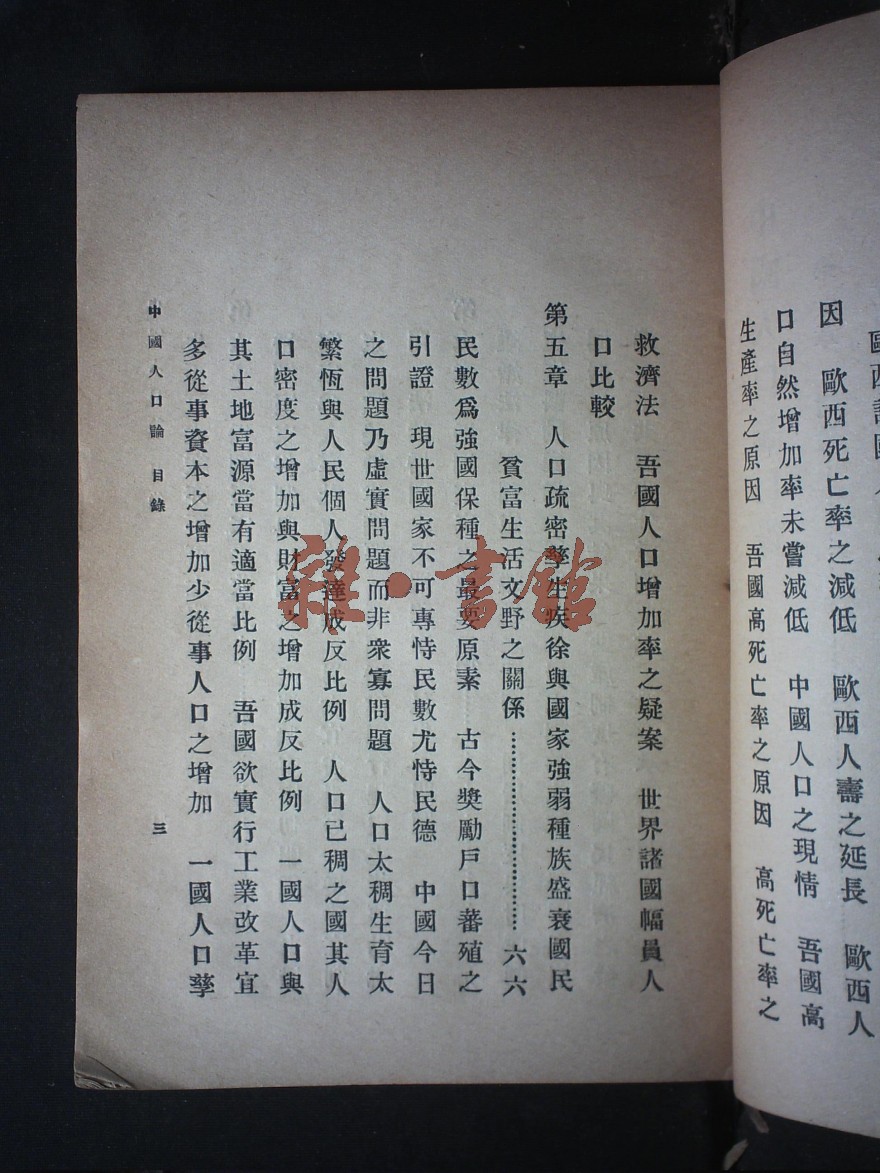 因　歐西死亡率之減低　歐西人壽之延長　歐西人
口自然增加率未嘗減低　中國人口之現情　吾國高
生產率之原因　吾國高死亡率之原因　高死亡率之
救濟法　吾國人口增加率之疑案　世界諸國幅員人
口比較
第五章　人口疏密孳生疾徐與國家強弱種族盛衰國民
貧富生活文野之關係……………………六六
民數爲強國保種之最要原素　古今獎勵戶口蕃殖之
引證　現世國家不可專恃民數尤恃民德　中國今日
之問題乃虛實問題而非衆寡問題　人口太稠生育太
繁恆與人民個人發達成反比例　人口已稠之國其人
口密度之增加與財富之增加成反比例　一國人口與
其土地富源當有適當比例　吾國欲實行工業改革宜
多從事資本之增加少從事人口之增加　一國人口孳
中國人口論　目錄　三
雜·書館